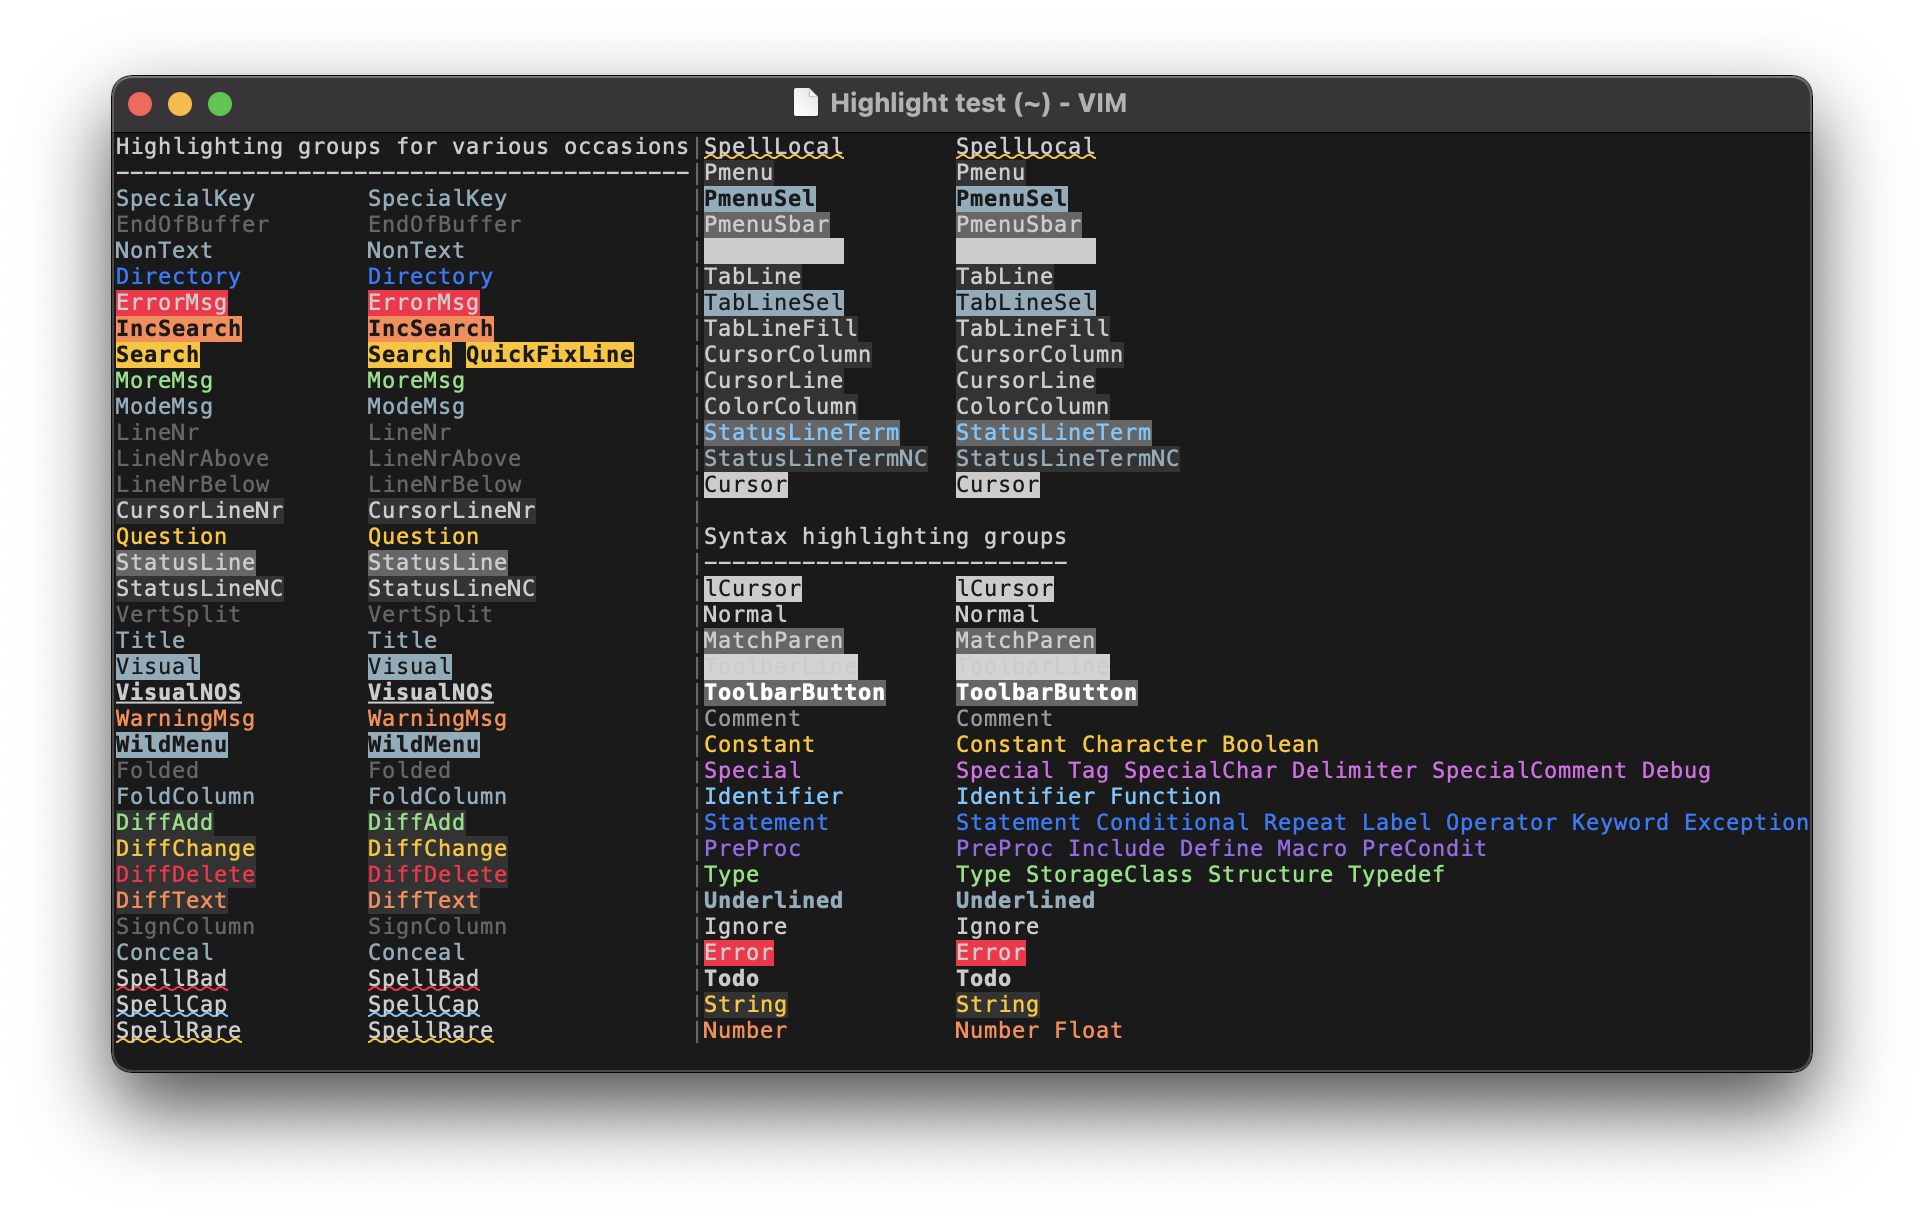 Highlight test (~) - VIM
Highlighting groups for various occasions
-----------------------------------------
SpecialKey SpecialKey
EndOfBuffer EndOfBuffer
NonText NonText
Directory Directory
ErrorMsg ErrorMsg
IncSearch IncSearch
Search Search QuickFixLine
MoreMsg MoreMsg
ModeMsg ModeMsg
LineNr LineNr
LineNrAbove LineNrAbove
LineNrBelow LineNrBelow
CursorLineNr CursorLineNr
Question Question
StatusLine StatusLine
StatusLineNC StatusLineNC
VertSplit VertSplit
Title Title
Visual Visual
VisualNOS VisualNOS
WarningMsg WarningMsg
WildMenu WildMenu
Folded Folded
FoldColumn FoldColumn
DiffAdd DiffAdd
DiffChange DiffChange
DiffDelete DiffDelete
DiffText DiffText
SignColumn SignColumn
Conceal Conceal
SpellBad SpellBad
SpellCap SpellCap
SpellRare SpellRare
SpellLocal SpellLocal
Pmenu Pmenu
PmenuSel PmenuSel
PmenuSbar PmenuSbar
TabLine TabLine
TabLineSel TabLineSel
TabLineFill TabLineFill
CursorColumn CursorColumn
CursorLine CursorLine
ColorColumn ColorColumn
StatusLineTerm StatusLineTerm
StatusLineTermNC StatusLineTermNC
Cursor Cursor
Syntax highlighting groups
--------------------------
lCursor lCursor
Normal Normal
MatchParen MatchParen
ToolbarLine ToolbarLine
ToolbarButton ToolbarButton
Comment Comment
Constant Constant Character Boolean
Special Special Tag SpecialChar Delimiter SpecialComment Debug
Identifier Identifier Function
Statement Statement Conditional Repeat Label Operator Keyword Exception
PreProc PreProc Include Define Macro PreCondit
Type Type StorageClass Structure Typedef
Underlined Underlined
Ignore Ignore
Error Error
Todo Todo
String String
Number Number Float